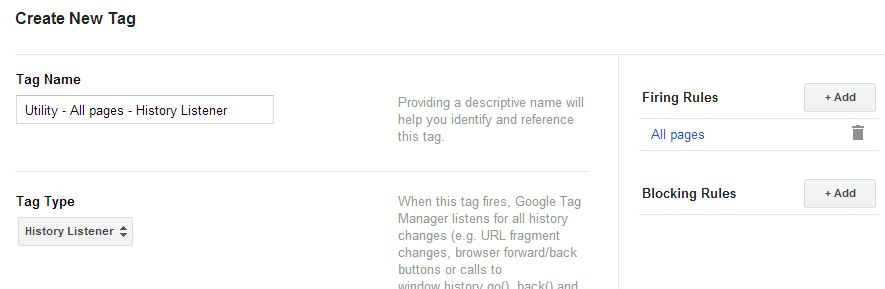 Create New Tag
Tag Name
Utility - All pages - History Listener
Providing a descriptive name will
help you identify and reference
this tag.
Tag Type
History Listener
When this tag fires, Google Tag
Manager listens for all history
changes (e.g. URL fragment
changes, browser forward/back
buttons or calls to
window.history.go(), back() and
Firing Rules
+ Add
All pages
Blocking Rules
+ Add